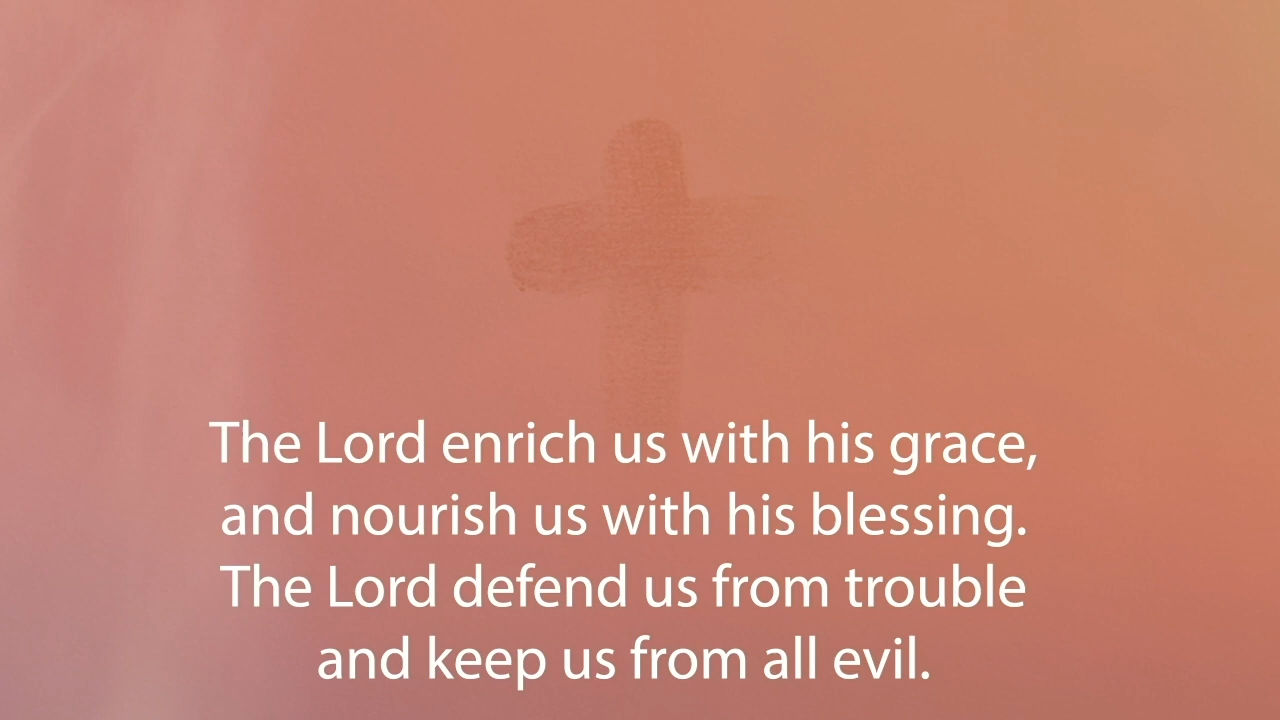 The Lord enrich us with his grace,
and nourish us with his blessing.
The Lord defend us from trouble
and keep us from all evil.